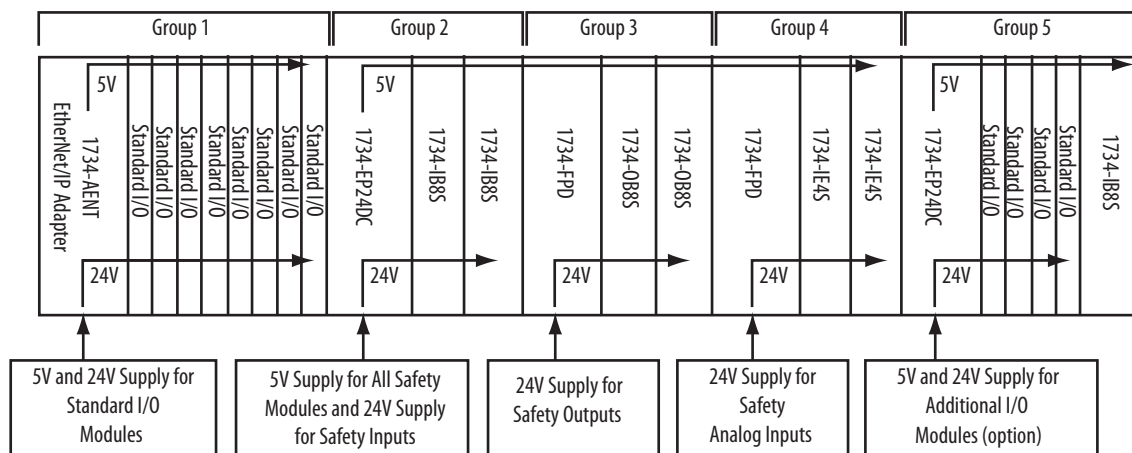 Group 1
Group 2
Group 3
Group 4
Group 5
5V
5V
5V
EtherNet/IP Adapter
1734-AENT
Standard I/O
Standard I/O
Standard I/O
Standard I/O
Standard I/O
Standard I/O
Standard I/O
Standard I/O
1734-EP24DC
1734-IB8S
1734-IB8S
1734-FPD
1734-OB8S
1734-OB8S
1734-FPD
1734-IE4S
1734-IE4S
1734-EP24DC
Standard I/O
Standard I/O
Standard I/O
Standard I/O
1734-IB8S
24V
24V
24V
24V
24V
5V and 24V Supply for
Standard I/O
Modules
5V Supply for All Safety
Modules and 24V Supply
for Safety Inputs
24V Supply for
Safety Outputs
24V Supply for
Safety
Analog Inputs
5V and 24V Supply for
Additional I/O
Modules (option)